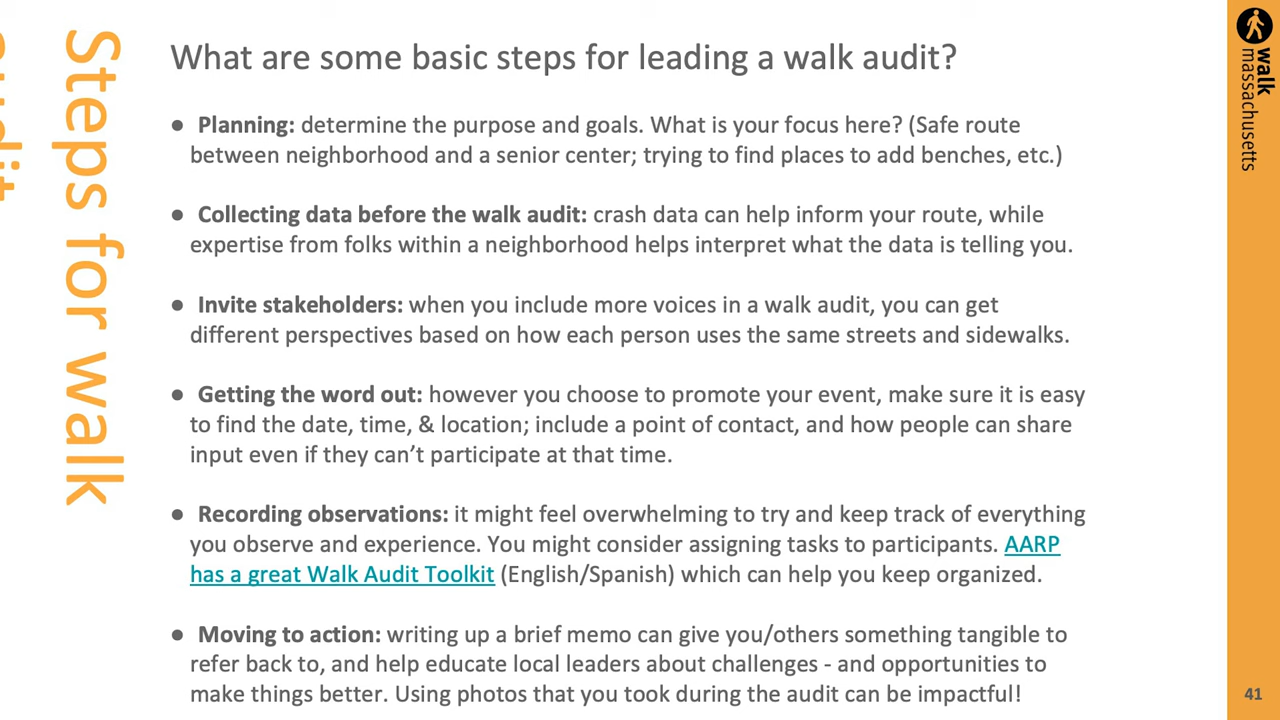 Steps for walk
audit
What are some basic steps for leading a walk audit?
● Planning: determine the purpose and goals. What is your focus here? (Safe route
between neighborhood and a senior center; trying to find places to add benches, etc.)
● Collecting data before the walk audit: crash data can help inform your route, while
expertise from folks within a neighborhood helps interpret what the data is telling you.
● Invite stakeholders: when you include more voices in a walk audit, you can get
different perspectives based on how each person uses the same streets and sidewalks.
● Getting the word out: however you choose to promote your event, make sure it is easy
to find the date, time, & location; include a point of contact, and how people can share
input even if they can’t participate at that time.
● Recording observations: it might feel overwhelming to try and keep track of everything
you observe and experience. You might consider assigning tasks to participants. AARP
has a great Walk Audit Toolkit (English/Spanish) which can help you keep organized.
● Moving to action: writing up a brief memo can give you/others something tangible to
refer back to, and help educate local leaders about challenges - and opportunities to
make things better. Using photos that you took during the audit can be impactful!
walk
massachusetts
41